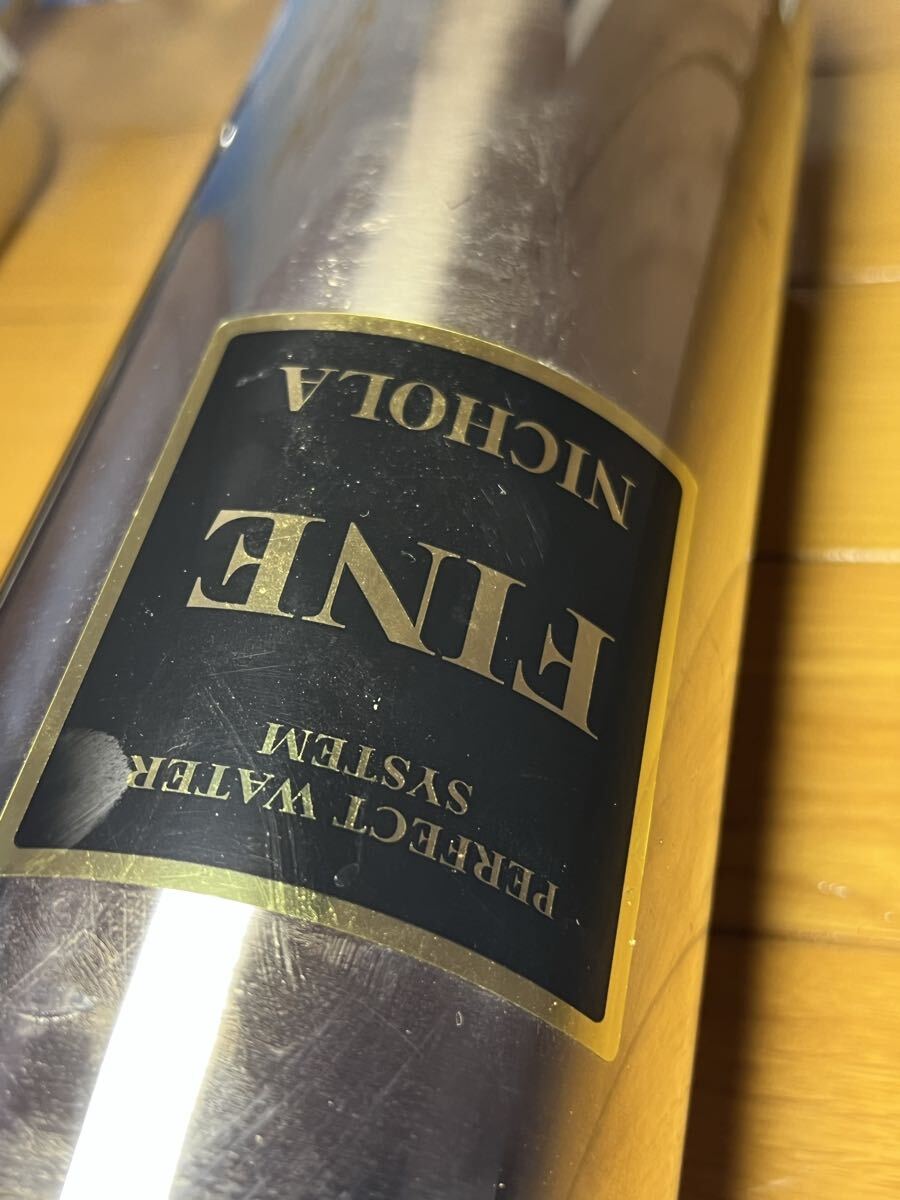 PERFECT WATER
SYSTEM
FINE
NICHOLA